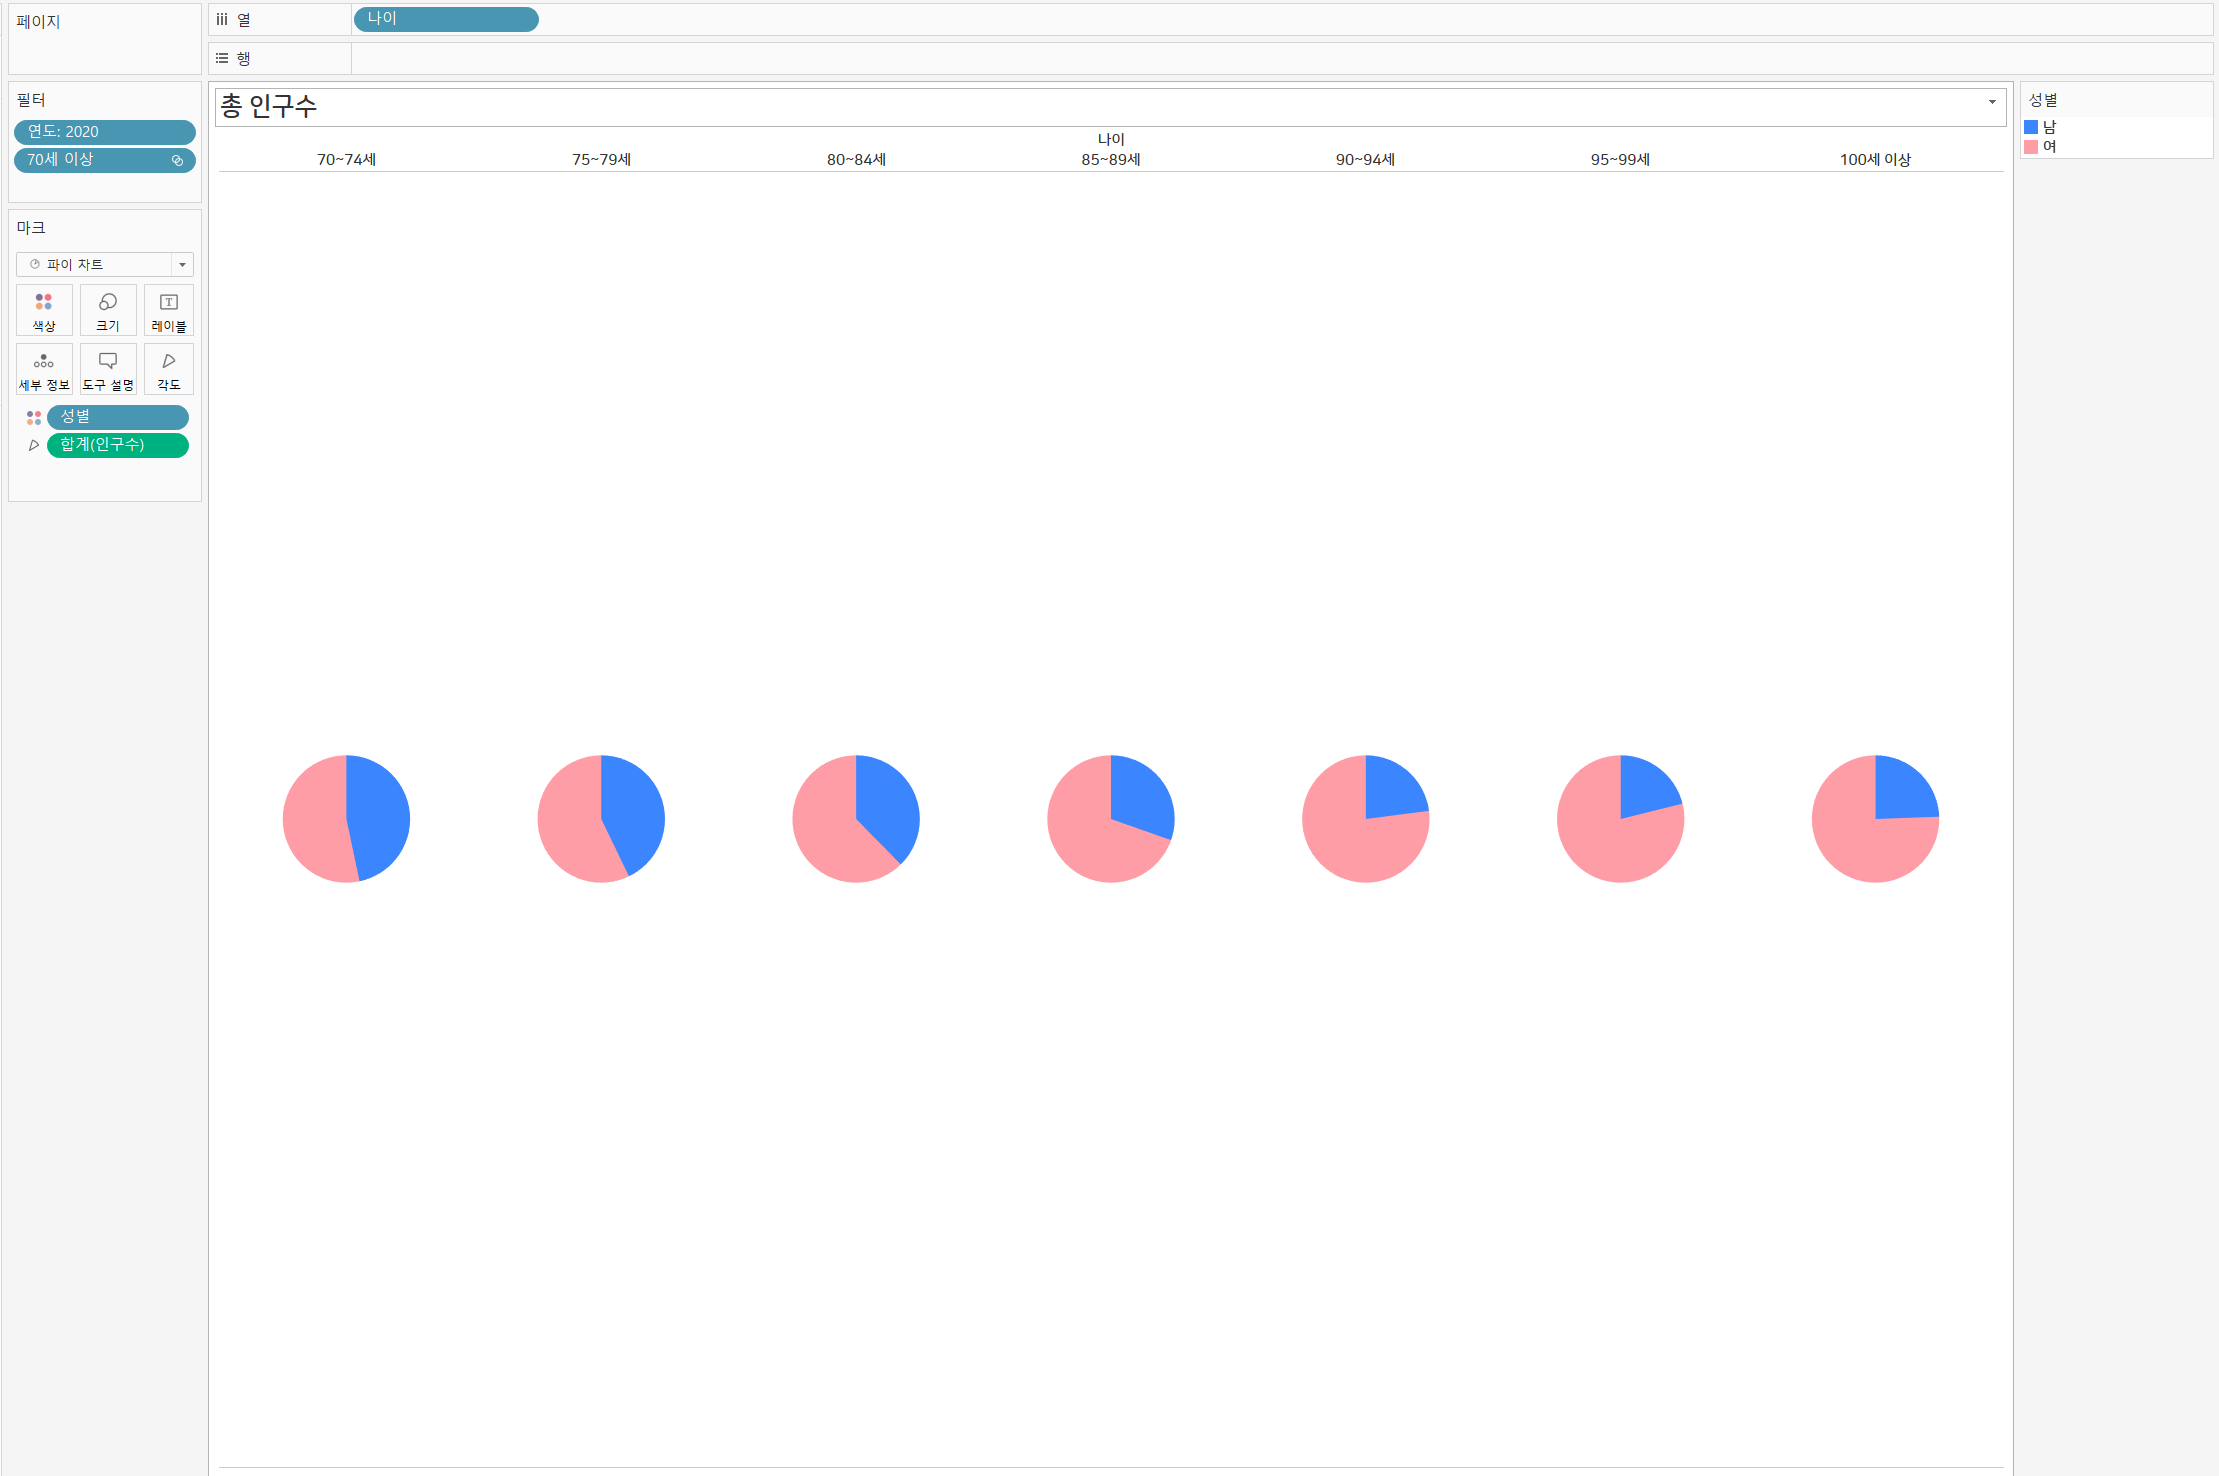 페이지
열
나이
행
필터
연도: 2020
70세 이상
마크
파이 차트
색상
크기
레이블
세부 정보
도구 설명
각도
성별
합계(인구수)
총 인구수
나이
70~74세
75~79세
80~84세
85~89세
90~94세
95~99세
100세 이상
성별
남
여